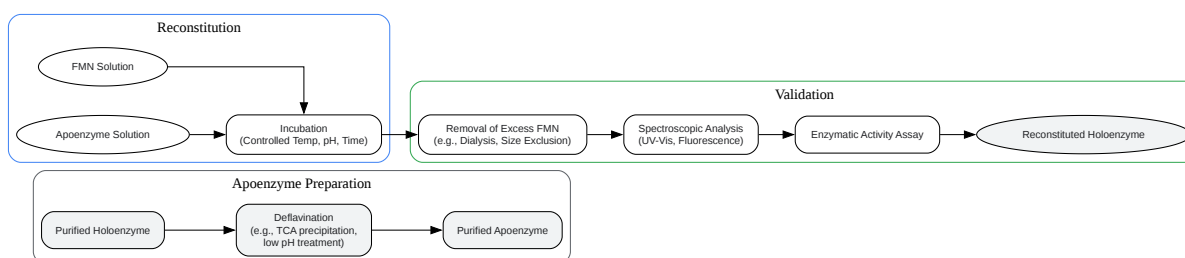 Reconstitution
FMN Solution
Apoenzyme Solution
Incubation
(Controlled Temp, pH, Time)
Validation
Removal of Excess FMN
(e.g., Dialysis, Size Exclusion)
Spectroscopic Analysis
(UV-Vis, Fluorescence)
Enzymatic Activity Assay
Reconstituted Holoenzyme
Apoenzyme Preparation
Purified Holoenzyme
Deflavination
(e.g., TCA precipitation,
low pH treatment)
Purified Apoenzyme